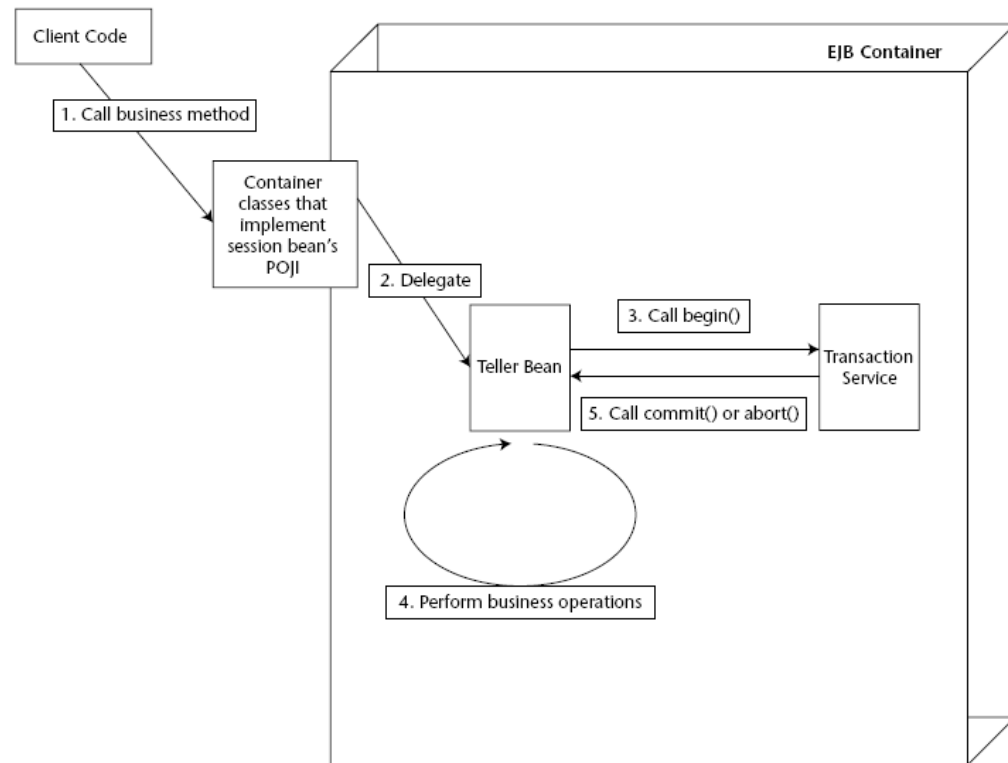 Client Code
EJB Container
1. Call business method
Container
classes that
implement
session bean's
POJI
2. Delegate
3. Call begin()
Teller Bean
Transaction
Service
5. Call commit() or abort()
4. Perform business operations